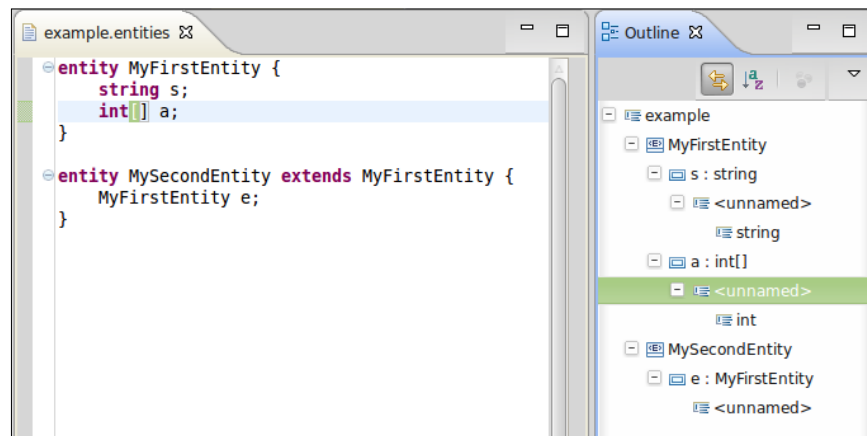 example.entities
entity MyFirstEntity {
string s;
int[] a;
}
entity MySecondEntity extends MyFirstEntity {
MyFirstEntity e;
}
Outline
a
z
example
MyFirstEntity
s : string
<unnamed>
string
a : int[]
<unnamed>
int
MySecondEntity
e : MyFirstEntity
<unnamed>